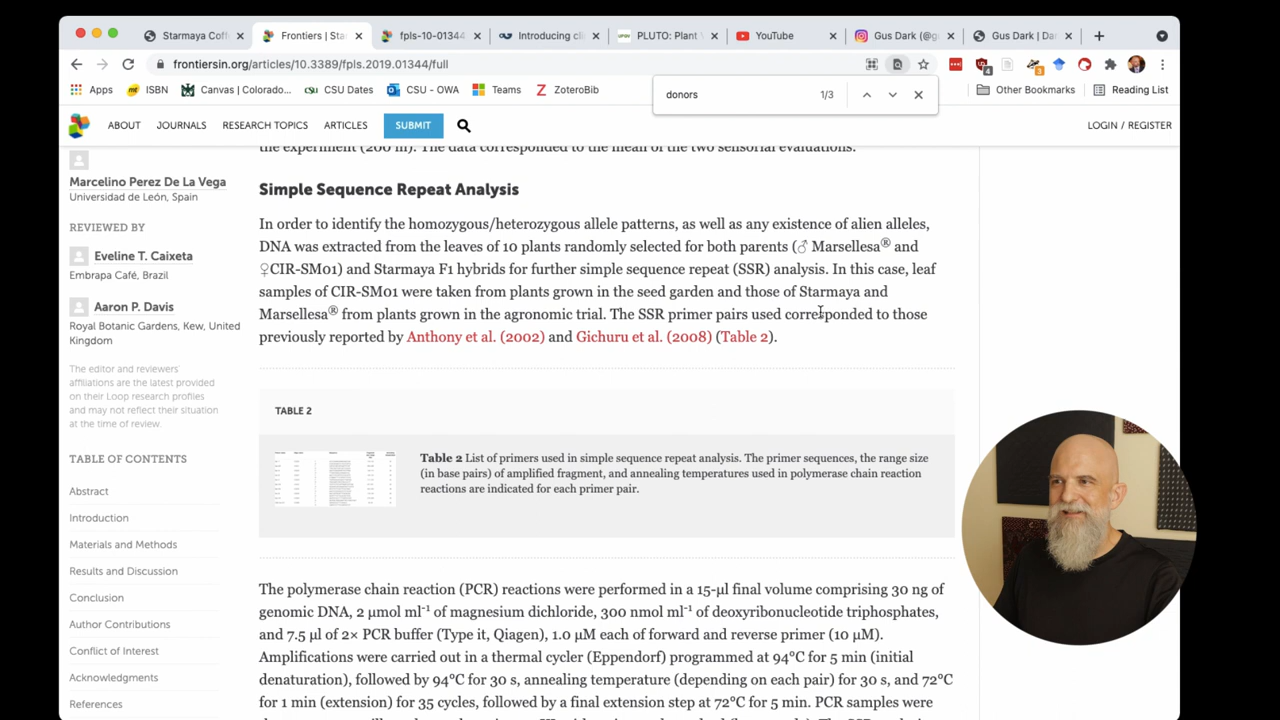 Starmaya Coff
Frontiers | Sta
fpls-10-01344
Introducing cli
PLUTO: Plant V
YouTube
Gus Dark (@gu
Gus Dark | Dar
frontiersin.org/articles/10.3389/fpls.2019.01344/full
4
3
Apps
ISBN
Canvas | Colorado...
CSU Dates
CSU - OWA
Teams
ZoteroBib
Other Bookmarks
Reading List
donors
1/3
ABOUT
JOURNALS
RESEARCH TOPICS
ARTICLES
SUBMIT
LOGIN / REGISTER
Marcelino Perez De La Vega
Universidad de León, Spain
REVIEWED BY
Eveline T. Caixeta
Embrapa Café, Brazil
Aaron P. Davis
Royal Botanic Gardens, Kew, United
Kingdom
The editor and reviewers'
affiliations are the latest provided
on their Loop research profiles
and may not reflect their situation
at the time of review.
TABLE OF CONTENTS
Abstract
Introduction
Materials and Methods
Results and Discussion
Conclusion
Author Contributions
Conflict of Interest
Acknowledgments
References
the experiment (200 m). The data corresponded to the mean of the two sensorial evaluations.
Simple Sequence Repeat Analysis
In order to identify the homozygous/heterozygous allele patterns, as well as any existence of alien alleles,
DNA was extracted from the leaves of 10 plants randomly selected for both parents (♂ Marsellesa® and
♀CIR-SM01) and Starmaya F1 hybrids for further simple sequence repeat (SSR) analysis. In this case, leaf
samples of CIR-SM01 were taken from plants grown in the seed garden and those of Starmaya and
Marsellesa® from plants grown in the agronomic trial. The SSR primer pairs used corresponded to those
previously reported by Anthony et al. (2002) and Gichuru et al. (2008) (Table 2).
TABLE 2
Table 2 List of primers used in simple sequence repeat analysis. The primer sequences, the range size
(in base pairs) of amplified fragment, and annealing temperatures used in polymerase chain reaction
reactions are indicated for each primer pair.
The polymerase chain reaction (PCR) reactions were performed in a 15-µl final volume comprising 30 ng of
genomic DNA, 2 µmol ml⁻¹ of magnesium dichloride, 300 nmol ml⁻¹ of deoxyribonucleotide triphosphates,
and 7.5 µl of 2× PCR buffer (Type it, Qiagen), 1.0 µM each of forward and reverse primer (10 µM).
Amplifications were carried out in a thermal cycler (Eppendorf) programmed at 94°C for 5 min (initial
denaturation), followed by 94°C for 30 s, annealing temperature (depending on each pair) for 30 s, and 72°C
for 1 min (extension) for 35 cycles, followed by a final extension step at 72°C for 5 min. PCR samples were